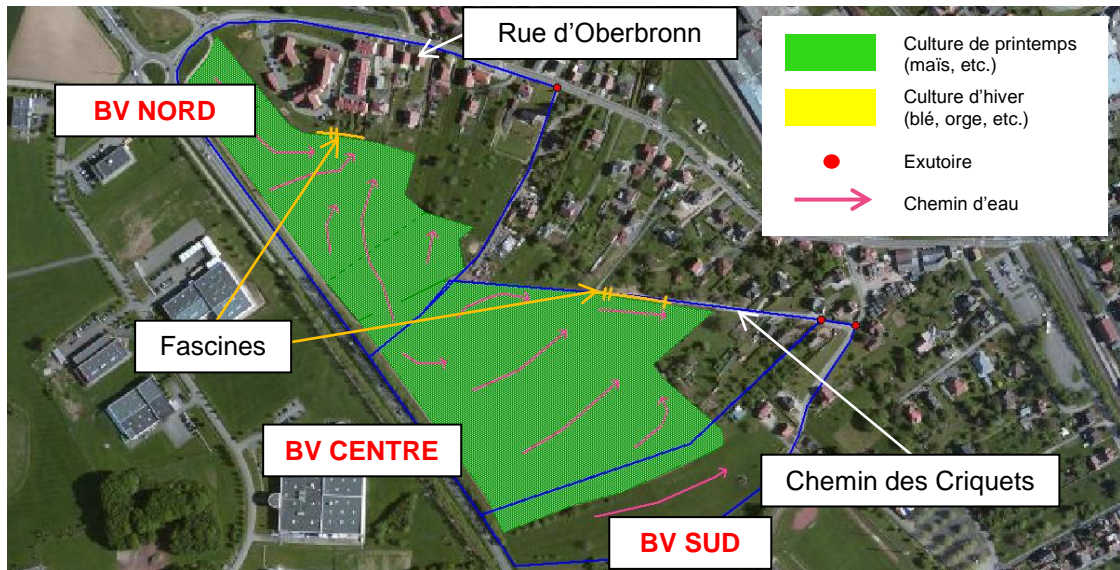 Rue d'Oberbronn
BV NORD
Fascines
BV CENTRE
BV SUD
Chemin des Criquets
Culture de printemps
(maïs, etc.)
Culture d'hiver
(blé, orge, etc.)
Exutoire
Chemin d'eau